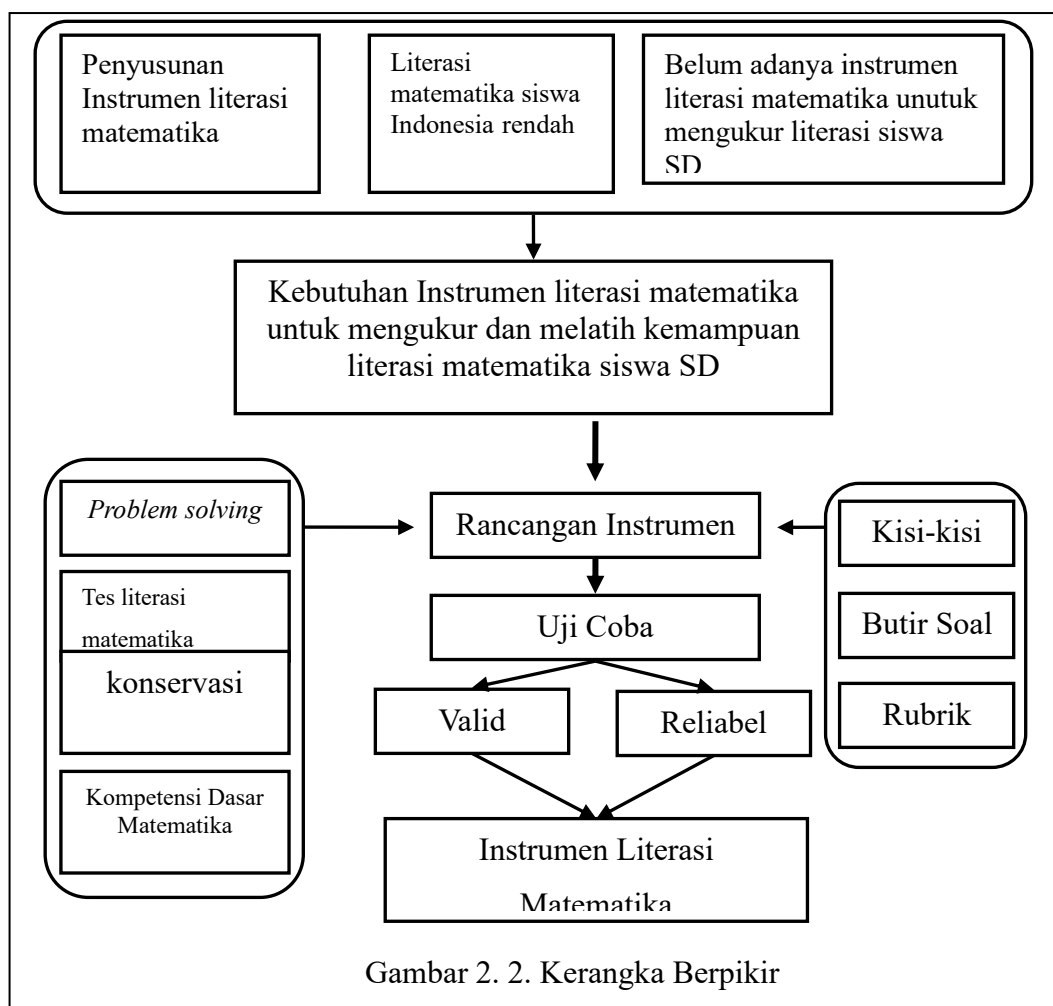 Penyusunan
Instrumen literasi
matematika
Literasi
matematika siswa
Indonesia rendah
Belum adanya instrumen
literasi matematika unutuk
mengukur literasi siswa
SD
Kebutuhan Instrumen literasi matematika
untuk mengukur dan melatih kemampuan
literasi matematika siswa SD
Problem solving
Tes literasi
matematika
konservasi
Kompetensi Dasar
Matematika
Rancangan Instrumen
Kisi-kisi
Butir Soal
Rubrik
Uji Coba
Valid
Reliabel
Instrumen Literasi
Matematika
Gambar 2. 2. Kerangka Berpikir